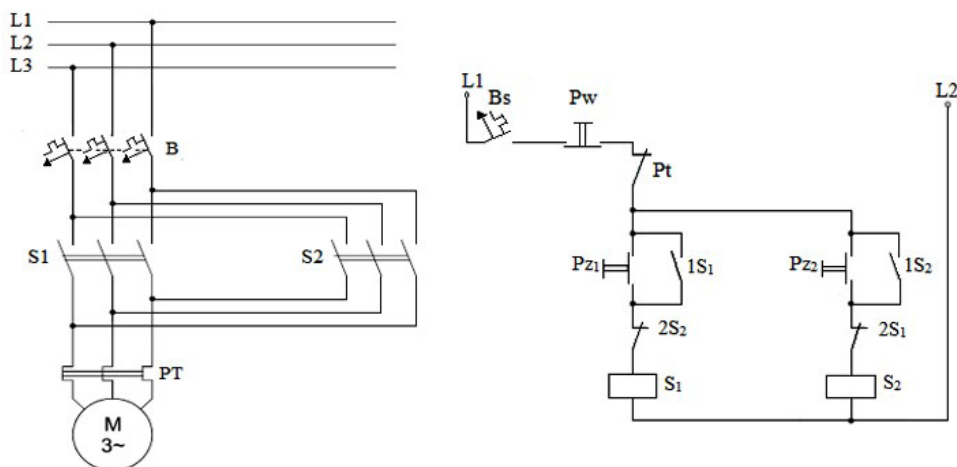 L1
L2
L3
B
S1
S2
PT
M
3~
L1
Bs
Pw
L2
Pt
Pz₁
1S₁
Pz₂
1S₂
2S₂
2S₁
S₁
S₂